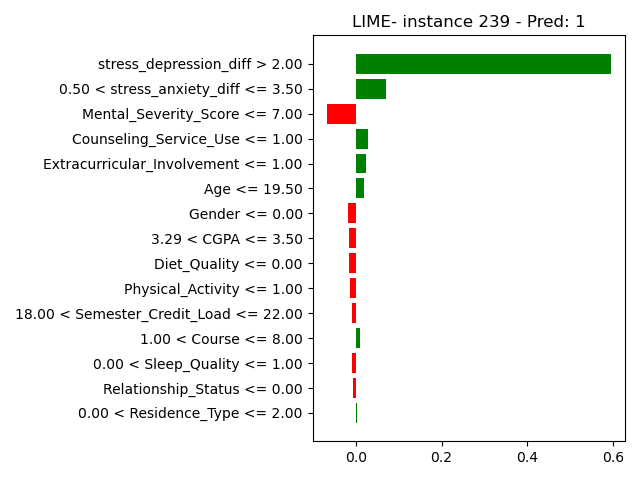 LIME- instance 239 - Pred: 1
stress_depression_diff > 2.00
0.50 < stress_anxiety_diff <= 3.50
Mental_Severity_Score <= 7.00
Counseling_Service_Use <= 1.00
Extracurricular_Involvement <= 1.00
Age <= 19.50
Gender <= 0.00
3.29 < CGPA <= 3.50
Diet_Quality <= 0.00
Physical_Activity <= 1.00
18.00 < Semester_Credit_Load <= 22.00
1.00 < Course <= 8.00
0.00 < Sleep_Quality <= 1.00
Relationship_Status <= 0.00
0.00 < Residence_Type <= 2.00
0.0 0.2 0.4 0.6